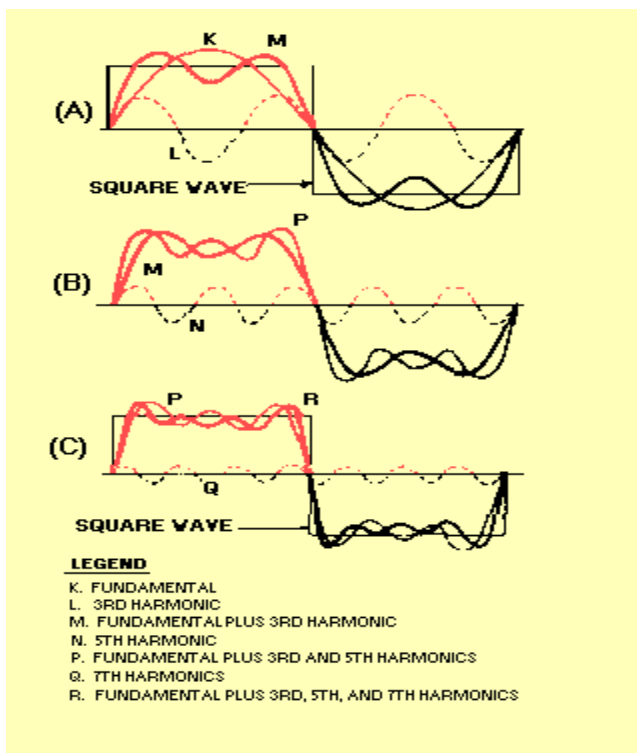 K M
(A)
L
SQUARE WAVE
P
M
(B)
N
P R
(C)
Q
SQUARE WAVE
LEGEND
K. FUNDAMENTAL
L. 3RD HARMONIC
M. FUNDAMENTAL PLUS 3RD HARMONIC
N. 5TH HARMONIC
P. FUNDAMENTAL PLUS 3RD AND 5TH HARMONICS
Q. 7TH HARMONICS
R. FUNDAMENTAL PLUS 3RD, 5TH, AND 7TH HARMONICS